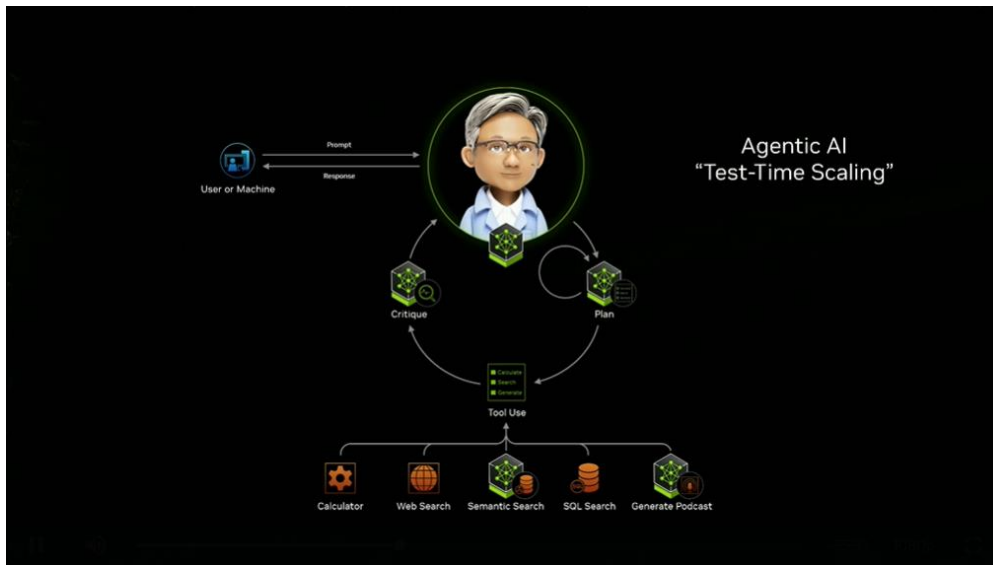 Agentic AI
“Test-Time Scaling”
Prompt
Response
User or Machine
Critique
Plan
Calculate
Search
Generate
Tool Use
Calculator
Web Search
Semantic Search
SQL Search
Generate Podcast